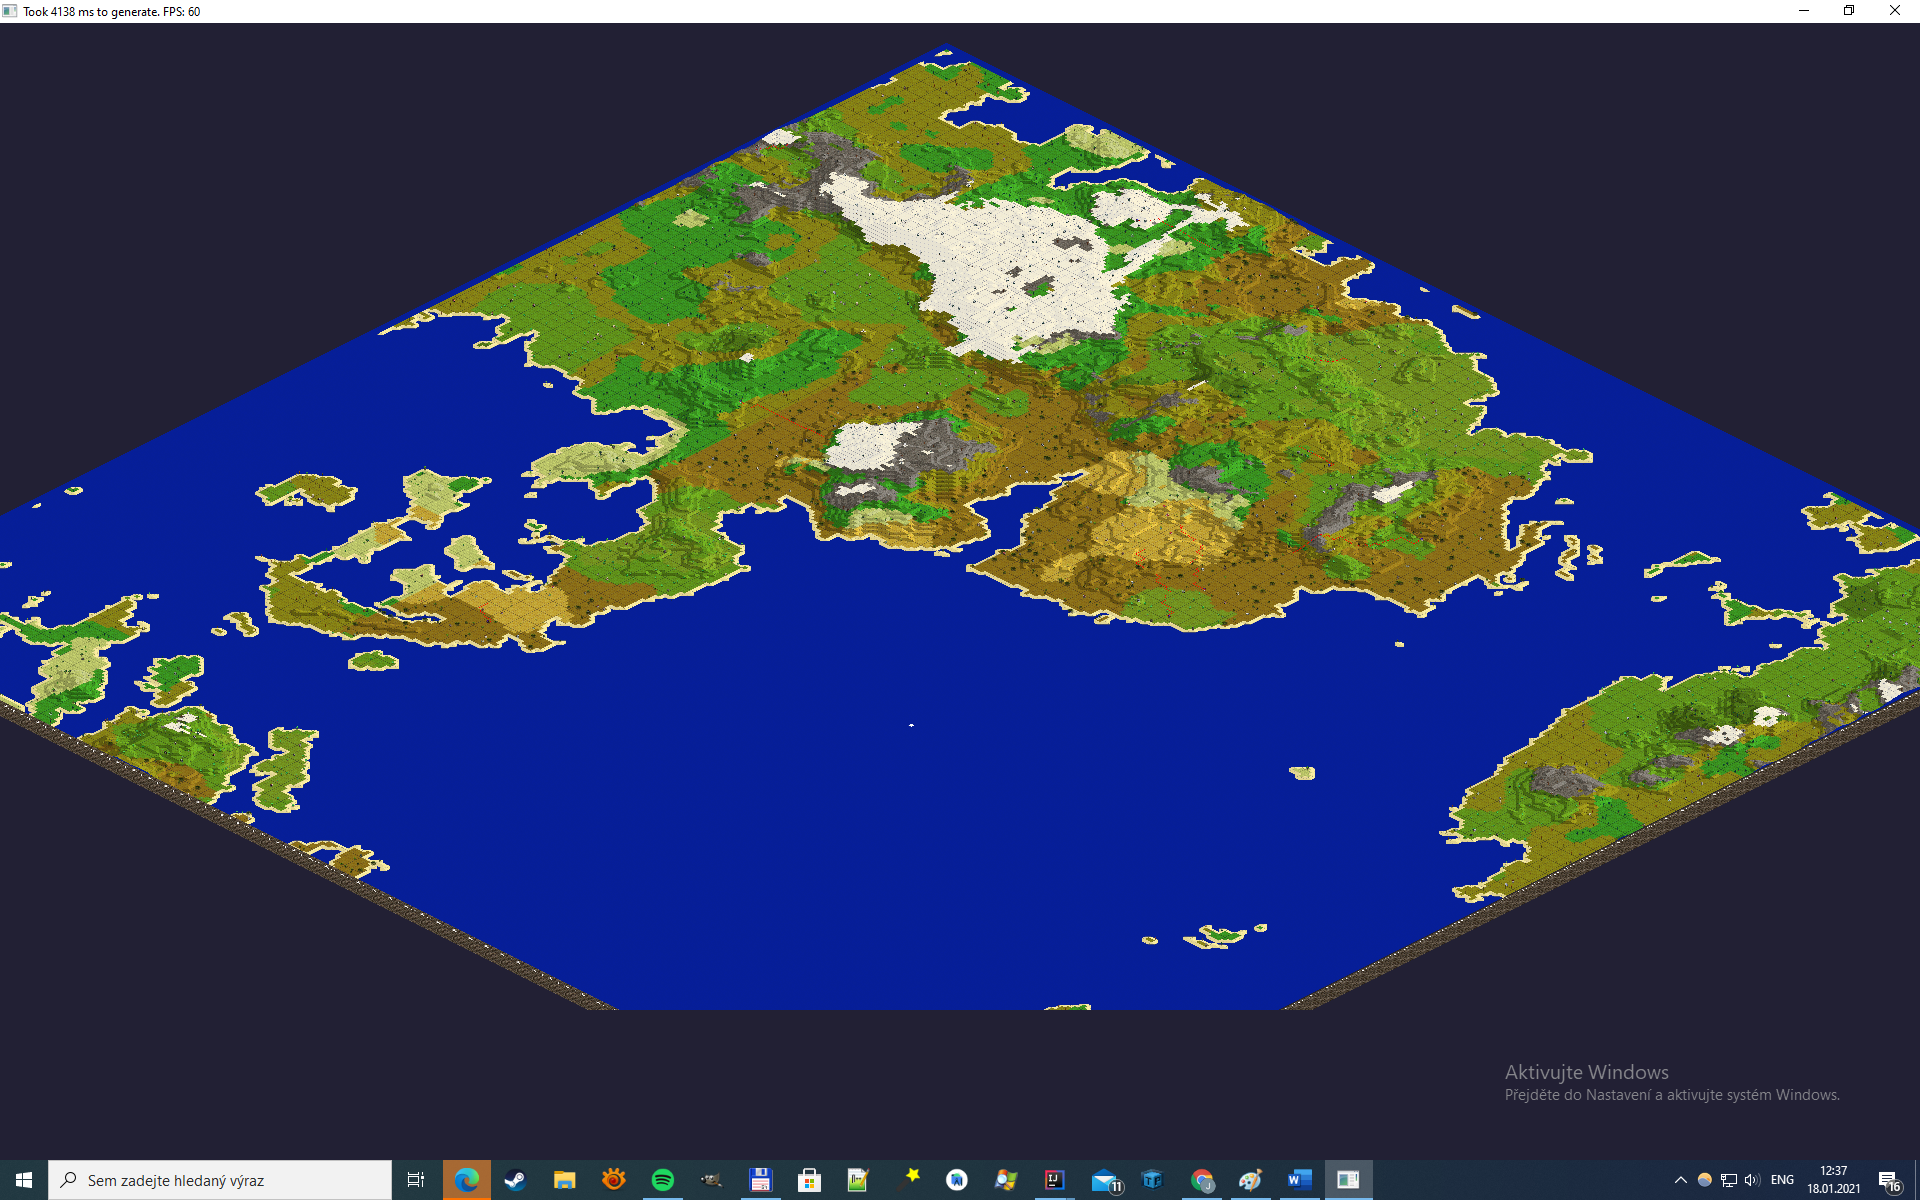 Took 4138 ms to generate. FPS: 60
Aktivujte Windows
Přejděte do Nastavení a aktivujte systém Windows.
Sem zadejte hledaný výraz
11
ENG
12:37
18.01.2021
16